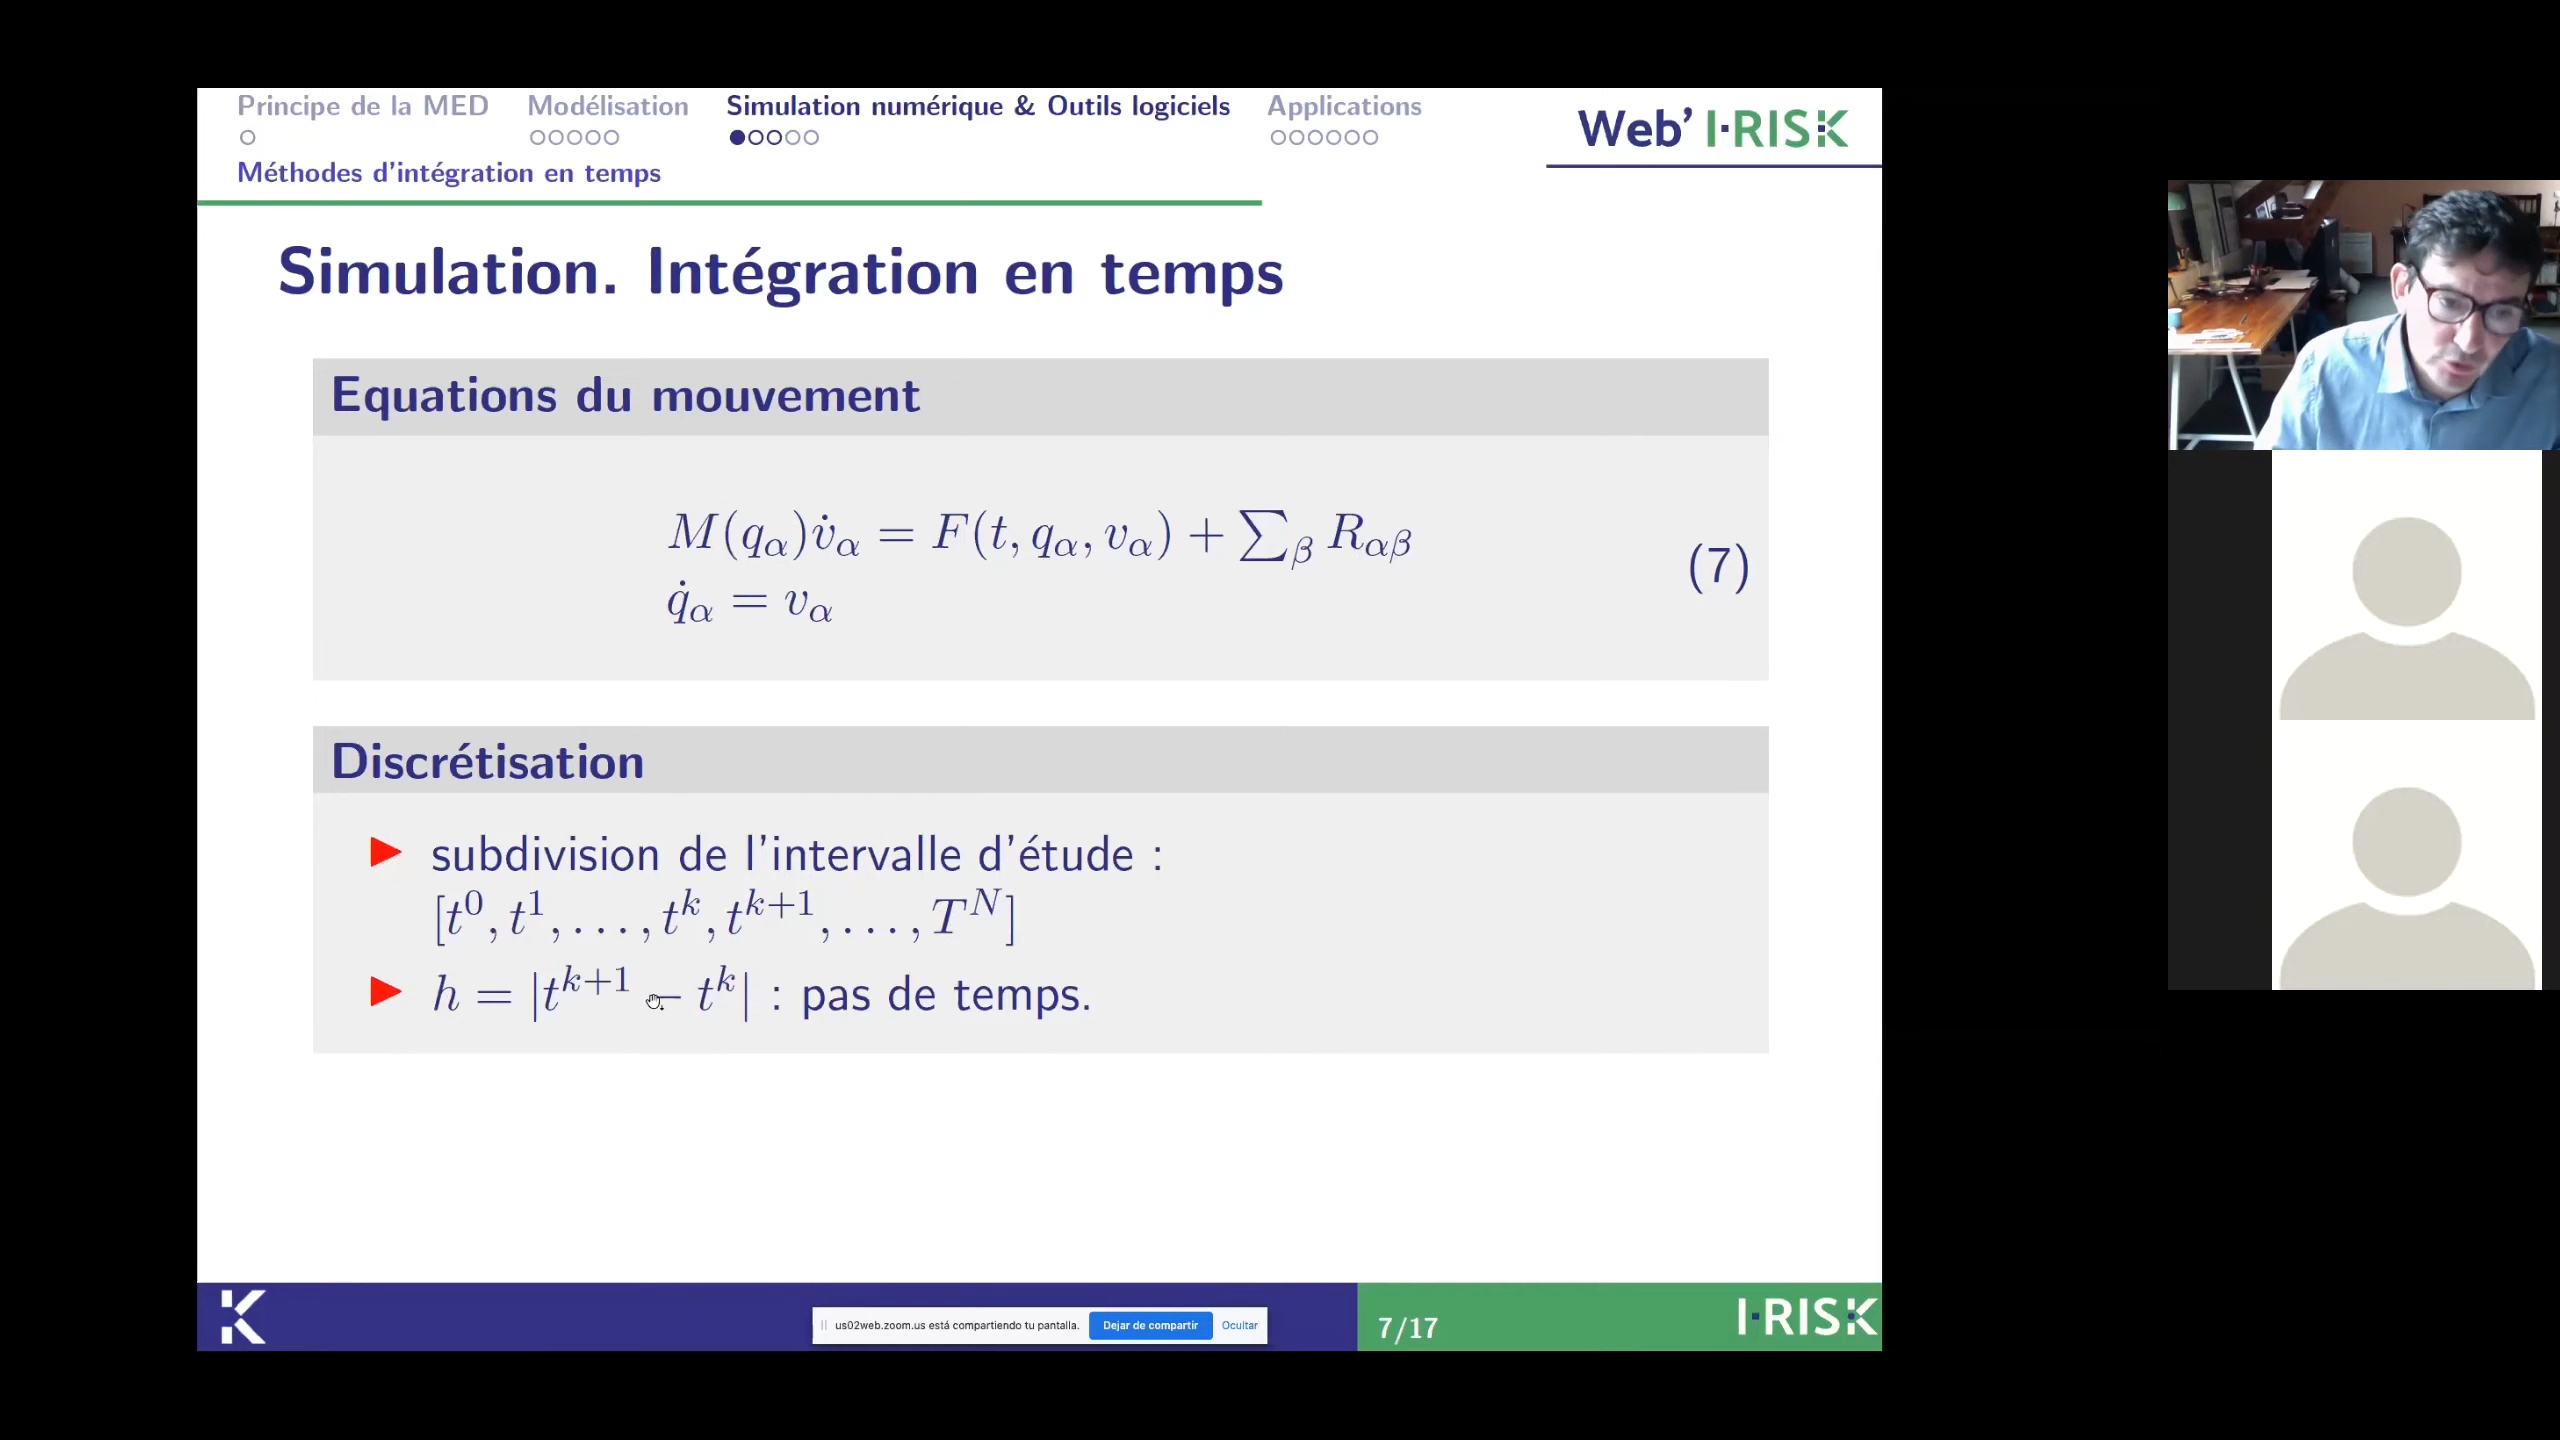 Principe de la MED Modélisation Simulation numérique & Outils logiciels Applications
Méthodes d'intégration en temps
Web' I·RISK
Simulation. Intégration en temps
Equations du mouvement
M(q_α)v̇_α = F(t, q_α, v_α) + ∑_β R_αβ
q̇_α = v_α
(7)
Discrétisation
subdivision de l'intervalle d'étude :
[t^0, t^1, . . . , t^k, t^{k+1}, . . . , T^N]
h = |t^{k+1} − t^k| : pas de temps.
K
us02web.zoom.us está compartiendo tu pantalla. Dejar de compartir Ocultar
7/17
I·RISK